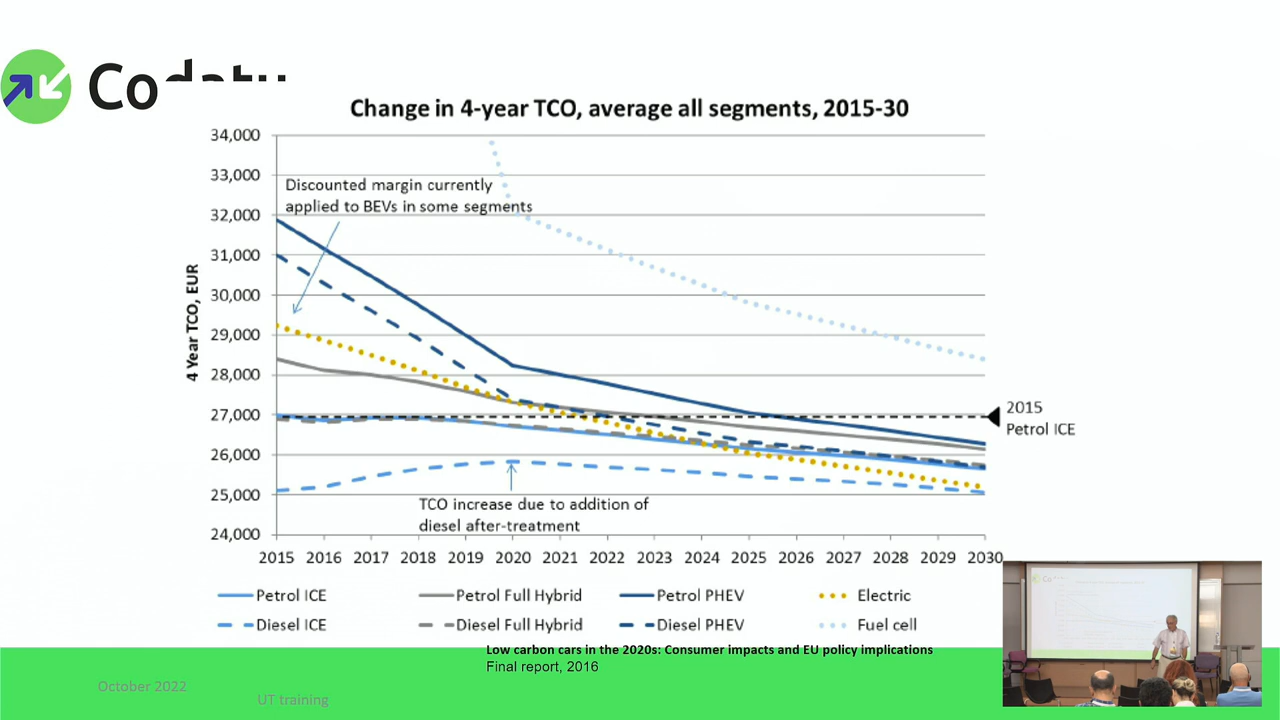 Codatu
Change in 4-year TCO, average all segments, 2015-30
34,000
33,000
32,000
31,000
30,000
29,000
28,000
27,000
26,000
25,000
24,000
4 Year TCO, EUR
Discounted margin currently
applied to BEVs in some segments
2015
Petrol ICE
TCO increase due to addition of
diesel after-treatment
2015 2016 2017 2018 2019 2020 2021 2022 2023 2024 2025 2026 2027 2028 2029 2030
Petrol ICE Petrol Full Hybrid Petrol PHEV Electric
Diesel ICE Diesel Full Hybrid Diesel PHEV Fuel cell
Low carbon cars in the 2020s: Consumer impacts and EU policy implications
Final report, 2016
October 2022
UT training